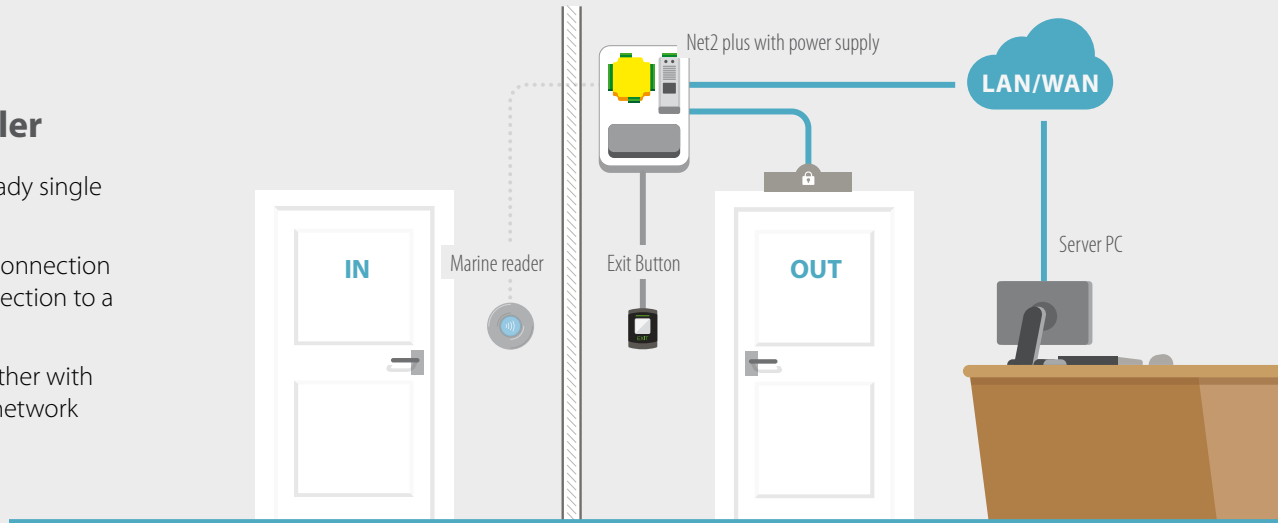 ler
ady single
onnection
ection to a
ther with
network
Net2 plus with power supply
LAN/WAN
IN
Marine reader
Exit Button
OUT
Server PC
EXIT